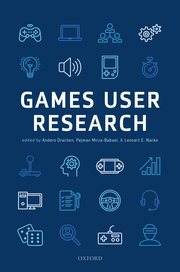 GAMES USER
RESEARCH
edited by Anders Drachen, Pejman Mirza-Babaei, & Lennart E. Nacke
OXFORD